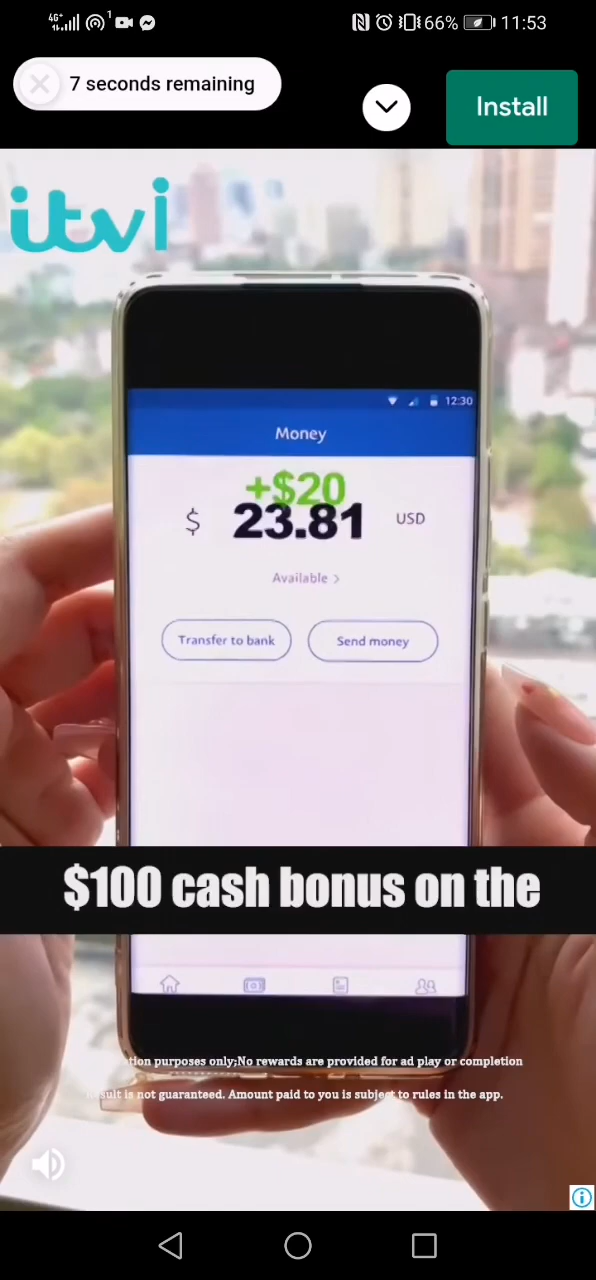 4G+
1
66%
11:53
7 seconds remaining
Install
itvi
12:30
Money
+$20
$ 23.81 USD
Available >
Transfer to bank
Send money
$100 cash bonus on the
purposes only;No rewards are provided for ad play or completion
is not guaranteed. Amount paid to you is subject to rules in the app.